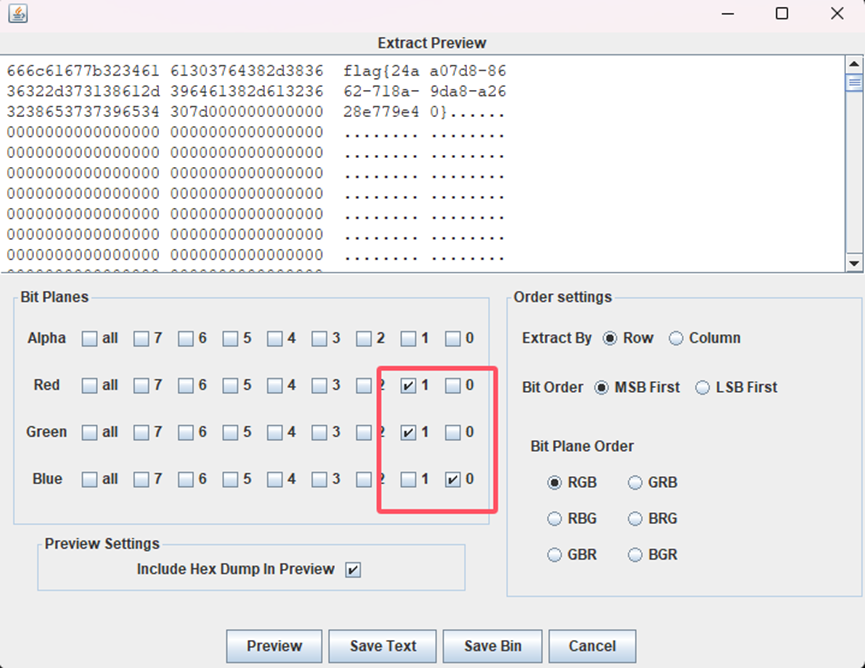 Extract Preview
666c61677b323461 61303764382d3836 flag{24a a07d8-86
36322d373138612d 396461382d613236 62-718a- 9da8-a26
3238653737396534 307d000000000000 28e779e4 0}......
0000000000000000 0000000000000000 ........ ........
0000000000000000 0000000000000000 ........ ........
0000000000000000 0000000000000000 ........ ........
0000000000000000 0000000000000000 ........ ........
0000000000000000 0000000000000000 ........ ........
0000000000000000 0000000000000000 ........ ........
0000000000000000 0000000000000000 ........ ........
Bit Planes
Alpha all 7 6 5 4 3 2 1 0
Red all 7 6 5 4 3 2 1 0
Green all 7 6 5 4 3 2 1 0
Blue all 7 6 5 4 3 2 1 0
Preview Settings
Include Hex Dump In Preview
Order settings
Extract By Row Column
Bit Order MSB First LSB First
Bit Plane Order
RGB GRB
RBG BRG
GBR BGR
Preview Save Text Save Bin Cancel